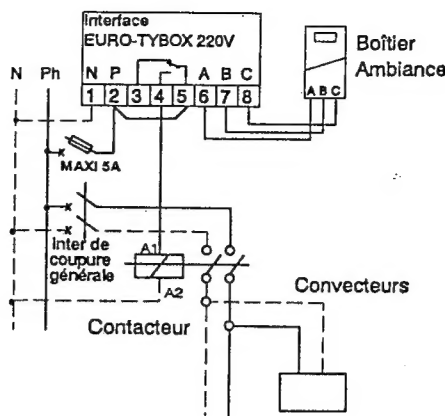 Interface
EURO-TYBOX 220V
N P A B C
1 2 3 4 5 6 7 8
Boîtier
Ambiance
A B C
N Ph
MAXI 5A
Inter de
coupure
générale
A1
A2
Contacteur
Convecteurs